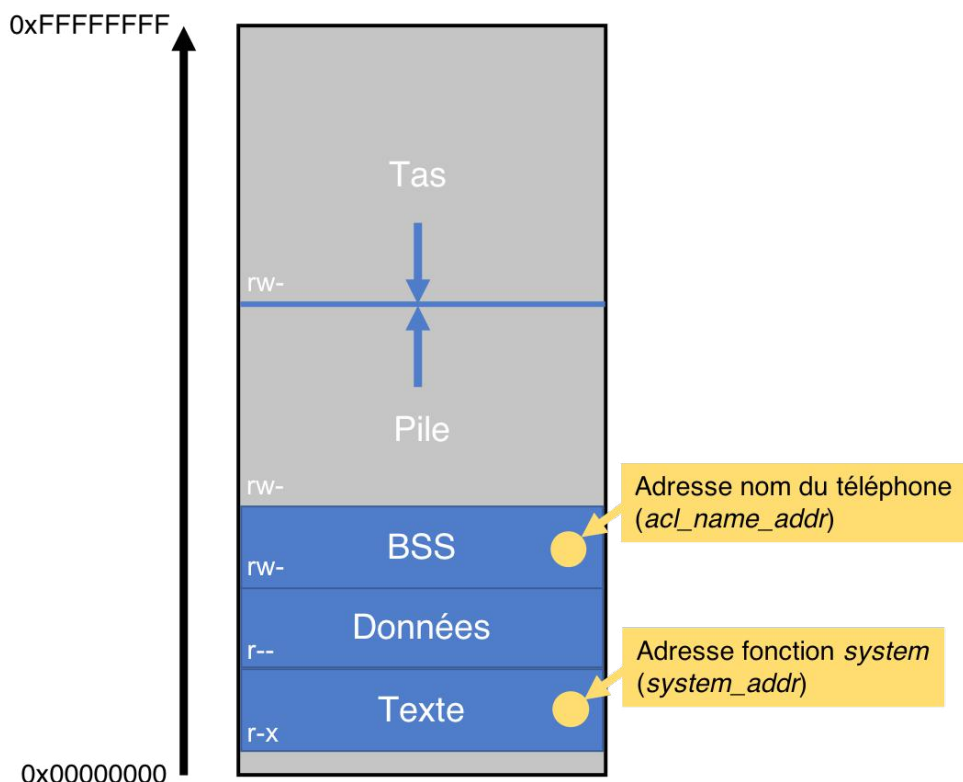 0xFFFFFFFF
Tas
rw-
Pile
rw-
Adresse nom du téléphone
(acl_name_addr)
BSS
rw-
Données
r--
Adresse fonction system
(system_addr)
Texte
r-x
0x00000000